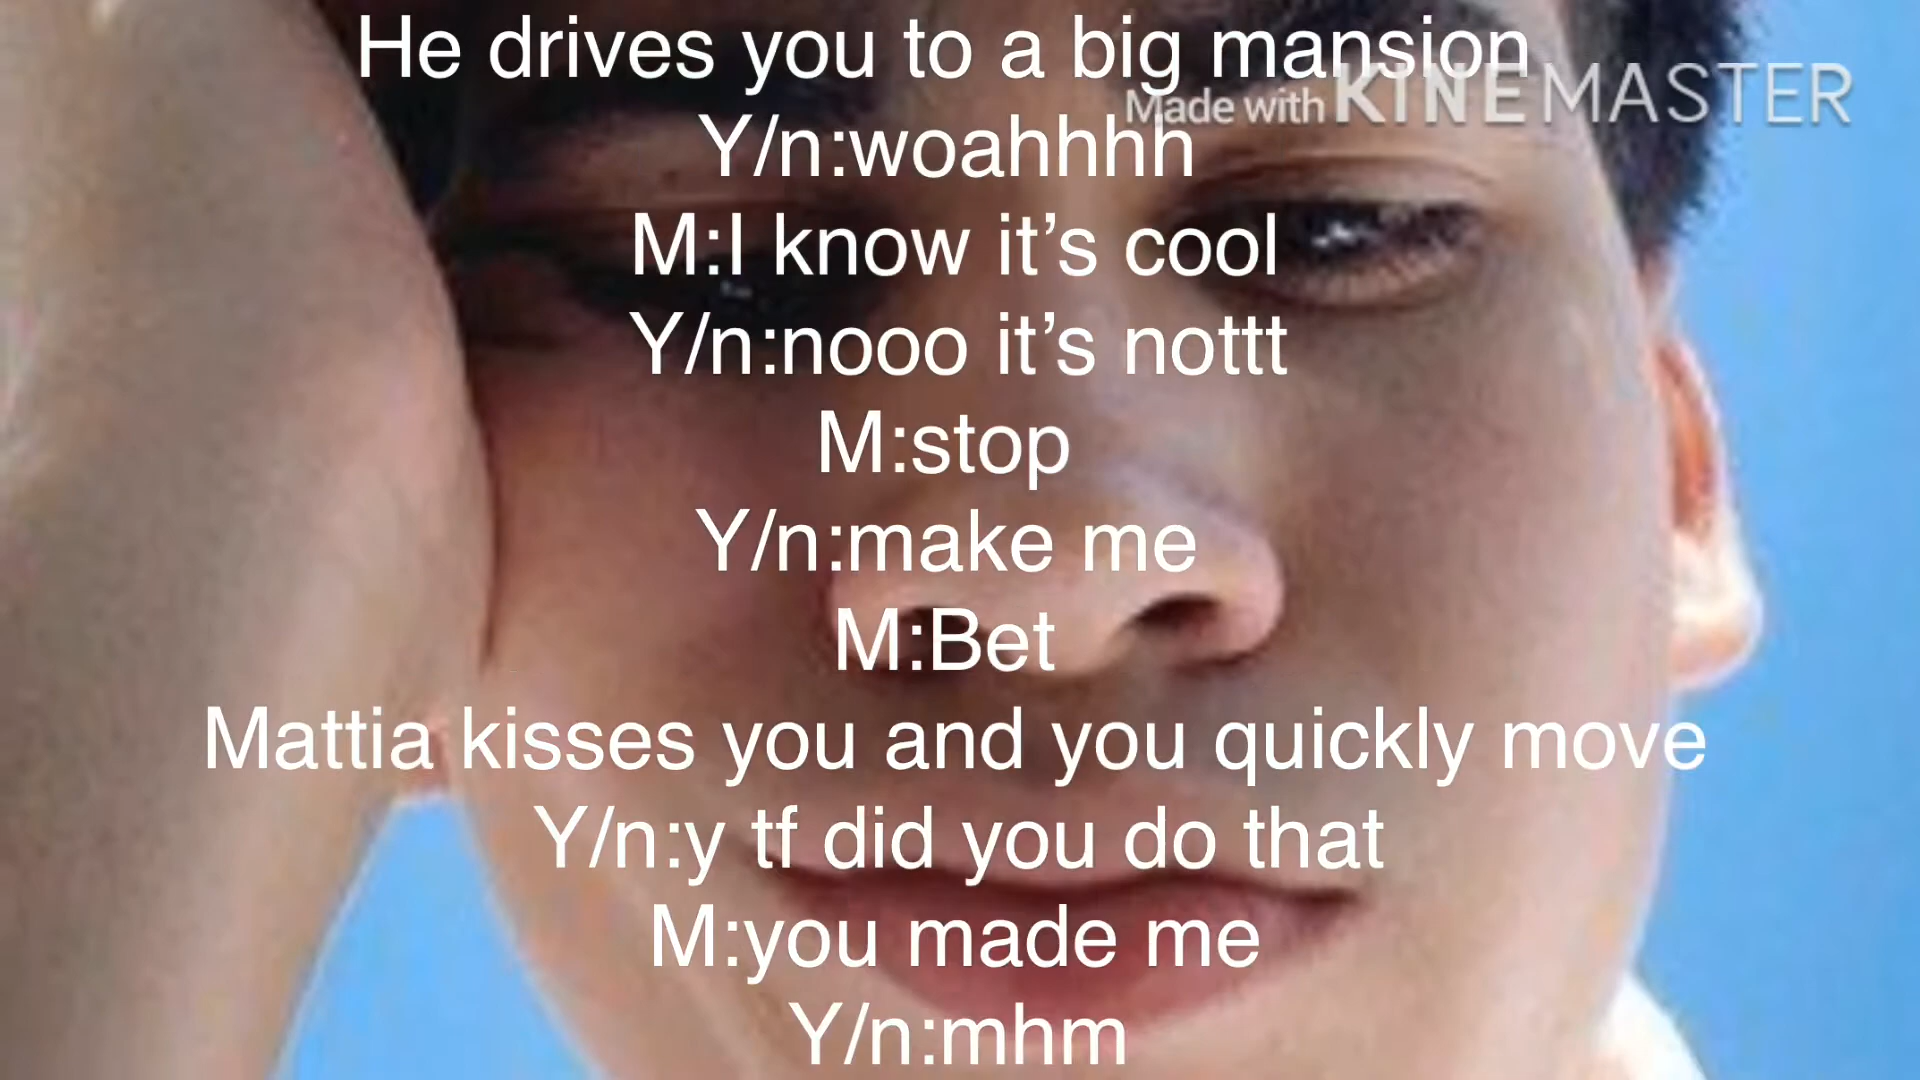 He drives you to a big mansion
Made with KINEMASTER
Y/n:woahhhh
M:I know it’s cool
Y/n:nooo it’s nottt
M:stop
Y/n:make me
M:Bet
Mattia kisses you and you quickly move
Y/n:y tf did you do that
M:you made me
Y/n:mhm